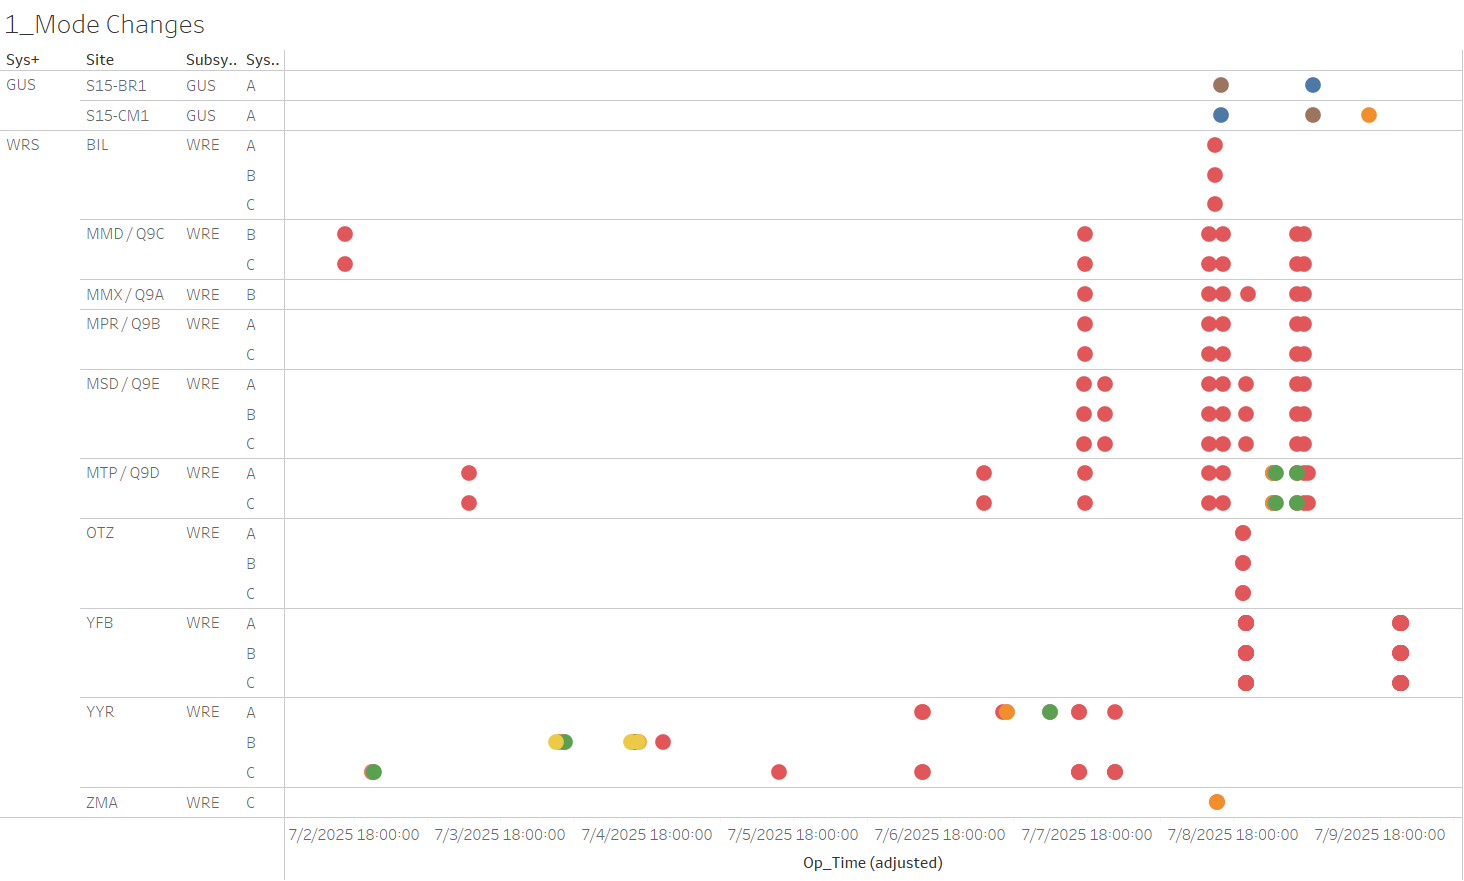 1_Mode Changes
Sys+ Site Subsy.. Sys..
GUS S15-BR1 GUS A
S15-CM1 GUS A
WRS BIL WRE A
B
C
MMD / Q9C WRE B
C
MMX / Q9A WRE B
MPR / Q9B WRE A
C
MSD / Q9E WRE A
B
C
MTP / Q9D WRE A
C
OTZ WRE A
B
C
YFB WRE A
B
C
YYR WRE A
B
C
ZMA WRE C
7/2/2025 18:00:00 7/3/2025 18:00:00 7/4/2025 18:00:00 7/5/2025 18:00:00 7/6/2025 18:00:00 7/7/2025 18:00:00 7/8/2025 18:00:00 7/9/2025 18:00:00
Op_Time (adjusted)